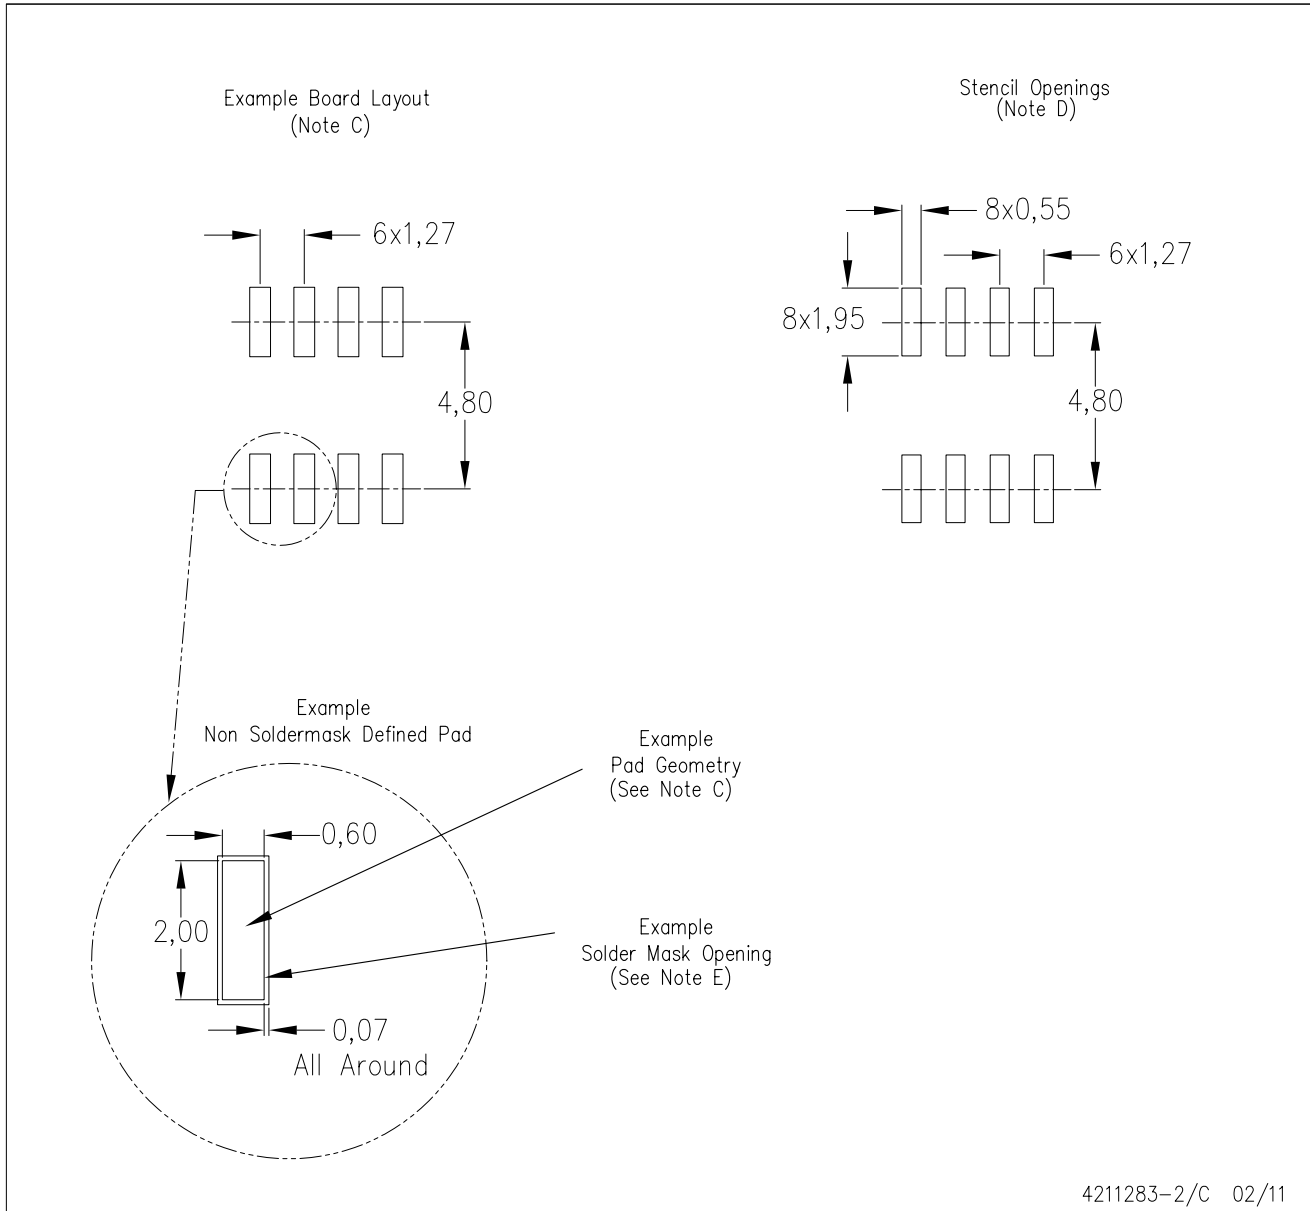 Example Board Layout
(Note C)
Stencil Openings
(Note D)
6x1,27
4,80
8x0,55
6x1,27
8x1,95
4,80
Example
Non Soldermask Defined Pad
Example
Pad Geometry
(See Note C)
0,60
2,00
Example
Solder Mask Opening
(See Note E)
0,07
All Around
4211283-2/C 02/11